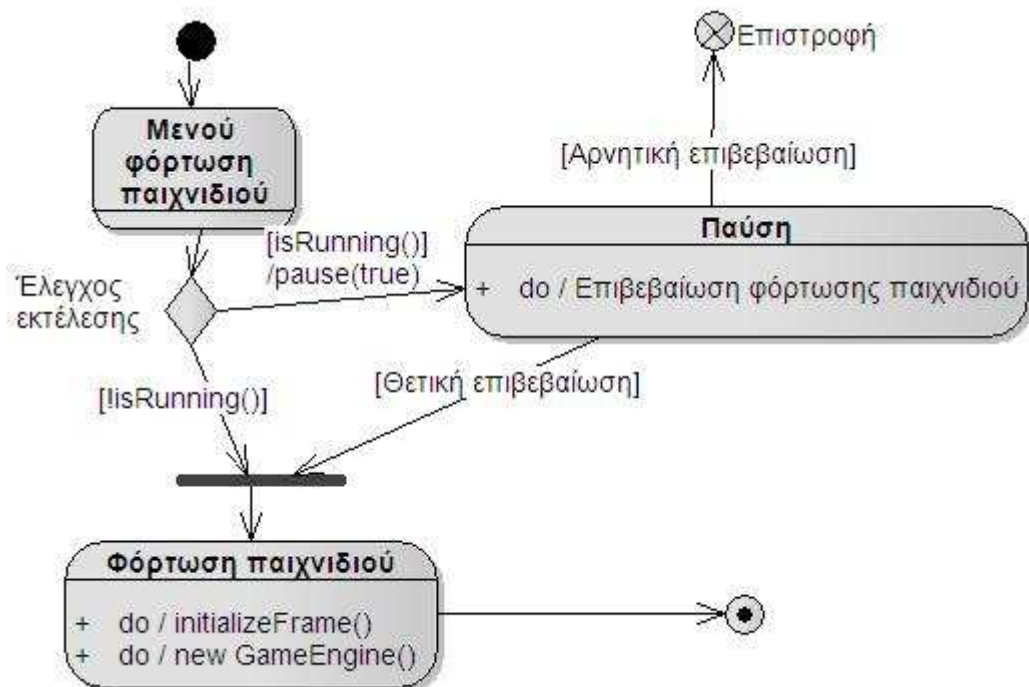 Επιστροφή
Μενού
φόρτωση
παιχνιδιού
[Αρνητική επιβεβαίωση]
Παύση
+ do / Επιβεβαίωση φόρτωσης παιχνιδιού
[isRunning()]
/pause(true)
Έλεγχος
εκτέλεσης
[Θετική επιβεβαίωση]
[!isRunning()]
Φόρτωση παιχνιδιού
+ do / initializeFrame()
+ do / new GameEngine()